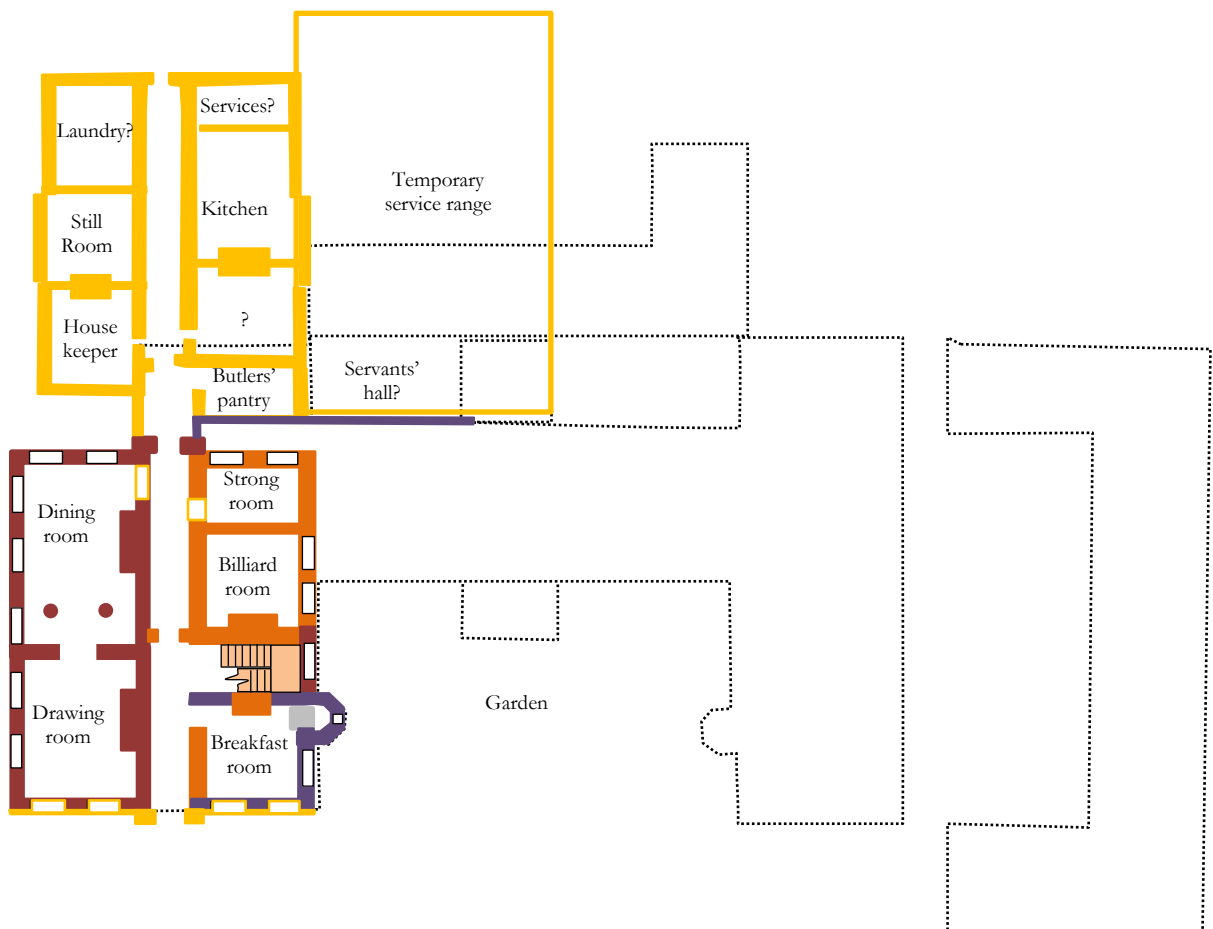 Services?
Laundry?
Temporary
service range
Kitchen
Still
Room
?
House
keeper
Butlers'
pantry
Servants'
hall?
Strong
room
Dining
room
Billiard
room
Garden
Drawing
room
Breakfast
room